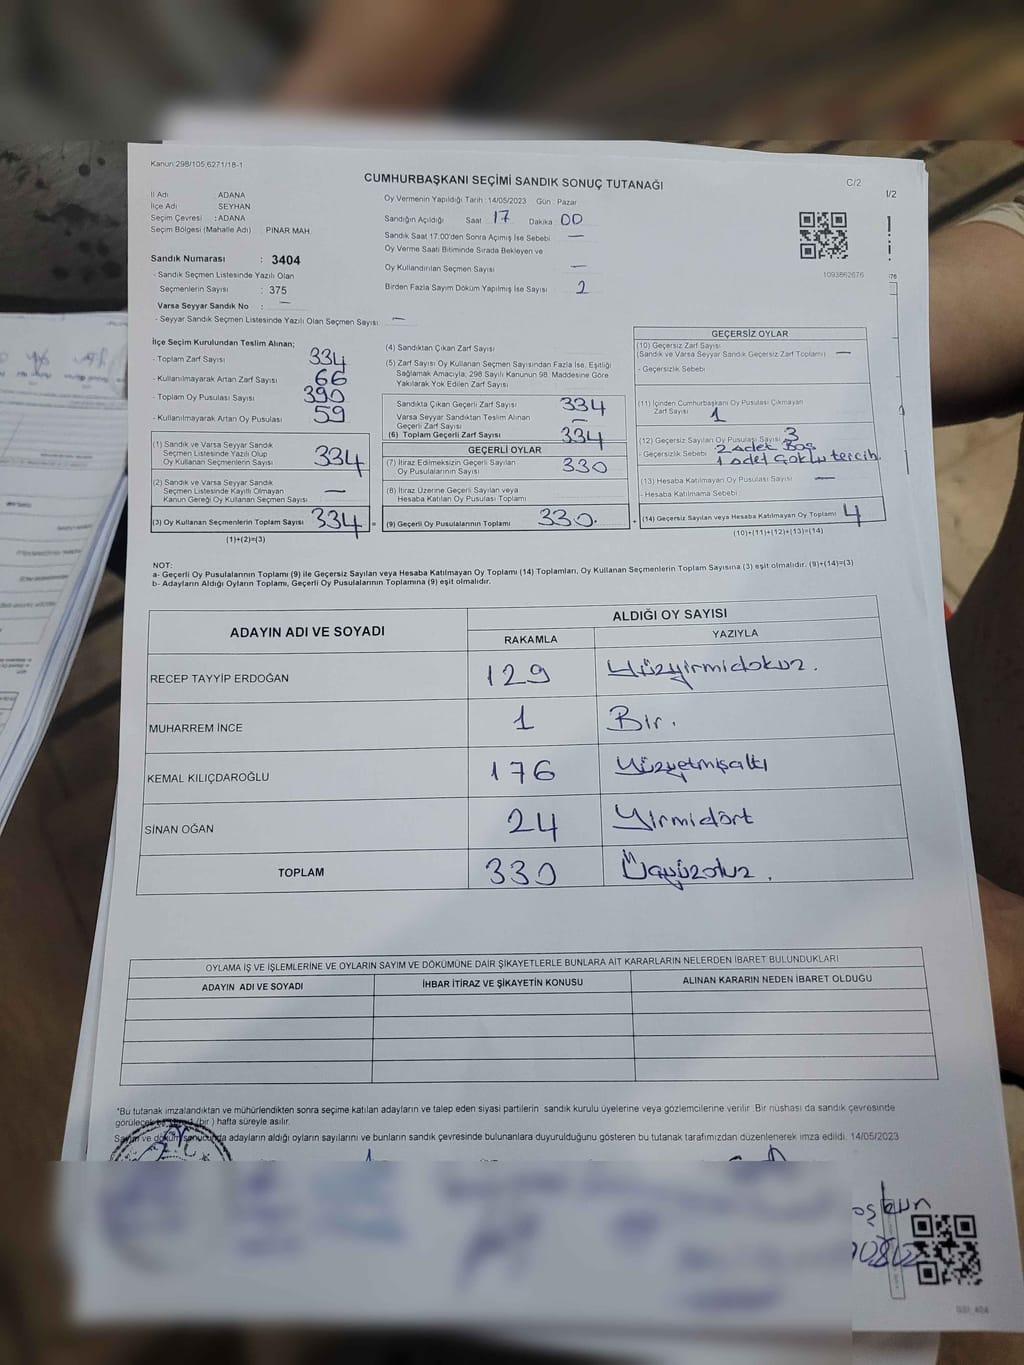 Kanun:298/105,6271/18-1
CUMHURBAŞKANI SEÇİMİ SANDIK SONUÇ TUTANAĞI
C/2
1/2
İl Adı ADANA
İlçe Adı SEYHAN
Seçim Çevresi : ADANA
Seçim Bölgesi (Mahalle Adı) PINAR MAH.
Sandık Numarası : 3404
- Sandık Seçmen Listesinde Yazılı Olan
Seçmenlerin Sayısı : 375
Varsa Seyyar Sandık No : —
- Seyyar Sandık Seçmen Listesinde Yazılı Olan Seçmen Sayısı —
Oy Vermenin Yapıldığı Tarih : 14/05/2023 Gün : Pazar
Sandığın Açıldığı Saat 17 Dakika 00
Sandık Saat 17.00'den Sonra Açımış İse Sebebi —
Oy Verme Saati Bitiminde Sırada Bekleyen ve
Oy Kullandırılan Seçmen Sayısı —
Birden Fazla Sayım Döküm Yapılmış İse Sayısı 2
1093862676
İlçe Seçim Kurulundan Teslim Alınan;
- Toplam Zarf Sayısı 334
- Kullanılmayarak Artan Zarf Sayısı 66
- Toplam Oy Pusulası Sayısı 390
- Kullanılmayarak Artan Oy Pusulası 59
(1) Sandık ve Varsa Seyyar Sandık
Seçmen Listesinde Yazılı Olup
Oy Kullanan Seçmenlerin Sayısı 334
(2) Sandık ve Varsa Seyyar Sandık
Seçmen Listesinde Kayıtlı Olmayan
Kanun Gereği Oy Kullanan Seçmen Sayısı —
(3) Oy Kullanan Seçmenlerin Toplam Sayısı 334 =
(1)+(2)=(3)
(4) Sandıktan Çıkan Zarf Sayısı
(5) Zarf Sayısı Oy Kullanan Seçmen Sayısından Fazla İse, Eşitliği
Sağlamak Amacıyla, 298 Sayılı Kanunun 98. Maddesine Göre
Yakılarak Yok Edilen Zarf Sayısı
Sandıkta Çıkan Geçerli Zarf Sayısı 334
Varsa Seyyar Sandıktan Teslim Alınan
Geçerli Zarf Sayısı —
(6) Toplam Geçerli Zarf Sayısı 334
GEÇERLİ OYLAR
(7) İtiraz Edilmeksizin Geçerli Sayılan
Oy Pusulalarının Sayısı 330
(8) İtiraz Üzerine Geçerli Sayılan veya
Hesaba Katılan Oy Pusulası Toplamı
(9) Geçerli Oy Pusulalarının Toplamı 330. +
GEÇERSİZ OYLAR
(10) Geçersiz Zarf Sayısı
(Sandık ve Varsa Seyyar Sandık Geçersiz Zarf Toplamı) —
- Geçersizlik Sebebi
(11) İçinden Cumhurbaşkanı Oy Pusulası Çıkmayan
Zarf Sayısı 1
(12) Geçersiz Sayılan Oy Pusulası Sayısı 3
- Geçersizlik Sebebi 2 adet Boş
1 adet çoklu tercih.
(13) Hesaba Katılmayan Oy Pusulası Sayısı —
- Hesaba Katılmama Sebebi
(14) Geçersiz Sayılan veya Hesaba Katılmayan Oy Toplamı 4
(10)+(11)+(12)+(13)=(14)
NOT:
a- Geçerli Oy Pusulalarının Toplamı (9) ile Geçersiz Sayılan veya Hesaba Katılmayan Oy Toplamı (14) Toplamları, Oy Kullanan Seçmenlerin Toplam Sayısına (3) eşit olmalıdır. (9)+(14)=(3)
b- Adayların Aldığı Oyların Toplamı, Geçerli Oy Pusulalarının Toplamına (9) eşit olmalıdır.
ADAYIN ADI VE SOYADI
ALDIĞI OY SAYISI
RAKAMLA YAZIYLA
RECEP TAYYİP ERDOĞAN 129 Yüzyirmidokuz.
MUHARREM İNCE 1 Bir.
KEMAL KILIÇDAROĞLU 176 Yüzyetmişaltı
SİNAN OĞAN 24 Yirmidört
TOPLAM 330 Üçyüzotuz.
OYLAMA İŞ VE İŞLEMLERİNE VE OYLARIN SAYIM VE DÖKÜMÜNE DAİR ŞİKAYETLERLE BUNLARA AİT KARARLARIN NELERDEN İBARET BULUNDUKLARI
ADAYIN ADI VE SOYADI İHBAR İTİRAZ VE ŞİKAYETİN KONUSU ALINAN KARARIN NEDEN İBARET OLDUĞU
*Bu tutanak imzalandıktan ve mühürlendikten sonra seçime katılan adayların ve talep eden siyasi partilerin sandık kurulu üyelerine veya gözlemcilerine verilir. Bir nüshası da sandık çevresinde
görülecek (bir) hafta süreyle asılır.
Sayım ve döküm sonucunda adayların aldığı oyların sayılarını ve bunların sandık çevresinde bulunanlara duyurulduğunu gösteren bu tutanak tarafımızdan düzenlenerek imza edildi. 14/05/2023